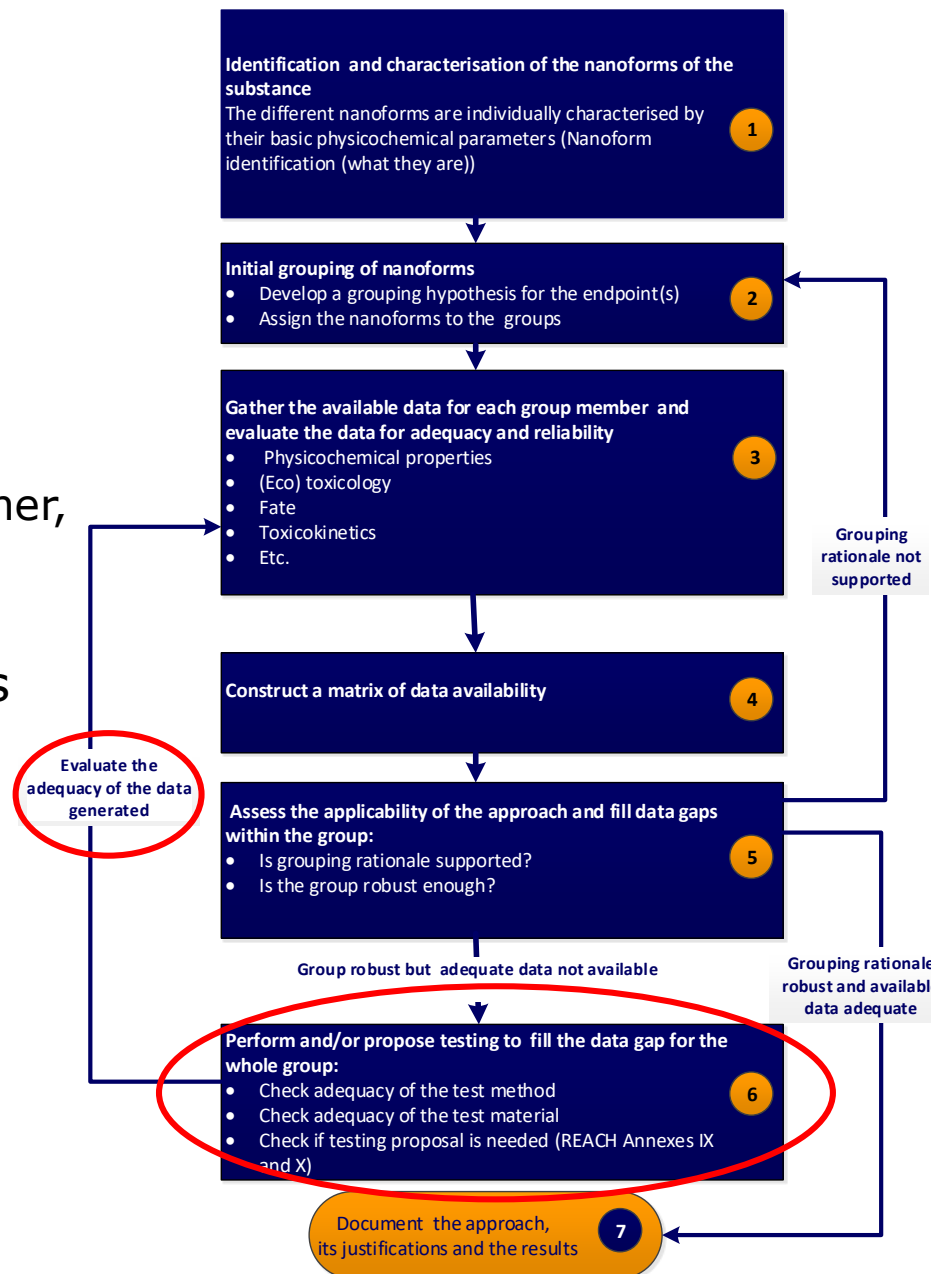 Identification and characterisation of the nanoforms of the
substance
The different nanoforms are individually characterised by
their basic physicochemical parameters (Nanoform
identification (what they are))
1
Initial grouping of nanoforms
• Develop a grouping hypothesis for the endpoint(s)
• Assign the nanoforms to the groups
2
Gather the available data for each group member and
evaluate the data for adequacy and reliability
• Physicochemical properties
• (Eco) toxicology
• Fate
• Toxicokinetics
• Etc.
3
ner,
s
Grouping
rationale not
supported
Construct a matrix of data availability
4
Evaluate the
adequacy of the data
generated
Assess the applicability of the approach and fill data gaps
within the group:
• Is grouping rationale supported?
• Is the group robust enough?
5
Group robust but adequate data not available
Grouping rationale
robust and available
data adequate
Perform and/or propose testing to fill the data gap for the
whole group:
• Check adequacy of the test method
• Check adequacy of the test material
• Check if testing proposal is needed (REACH Annexes IX
and X)
6
Document the approach,
its justifications and the results
7